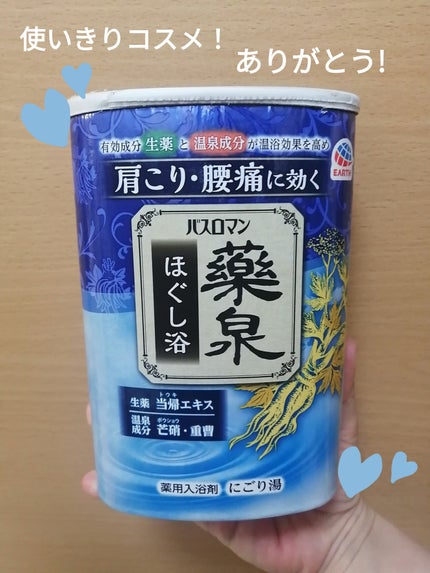 使いきりコスメ！
ありがとう!
有効成分 生薬 と 温泉成分 が温浴効果を高め
EARTH
肩こり・腰痛に効く
バスロマン
藥泉
ほぐし浴
生薬 当帰エキス
トウキ
温泉成分 芒硝・重曹
ボウショウ
薬用入浴剤 にごり湯